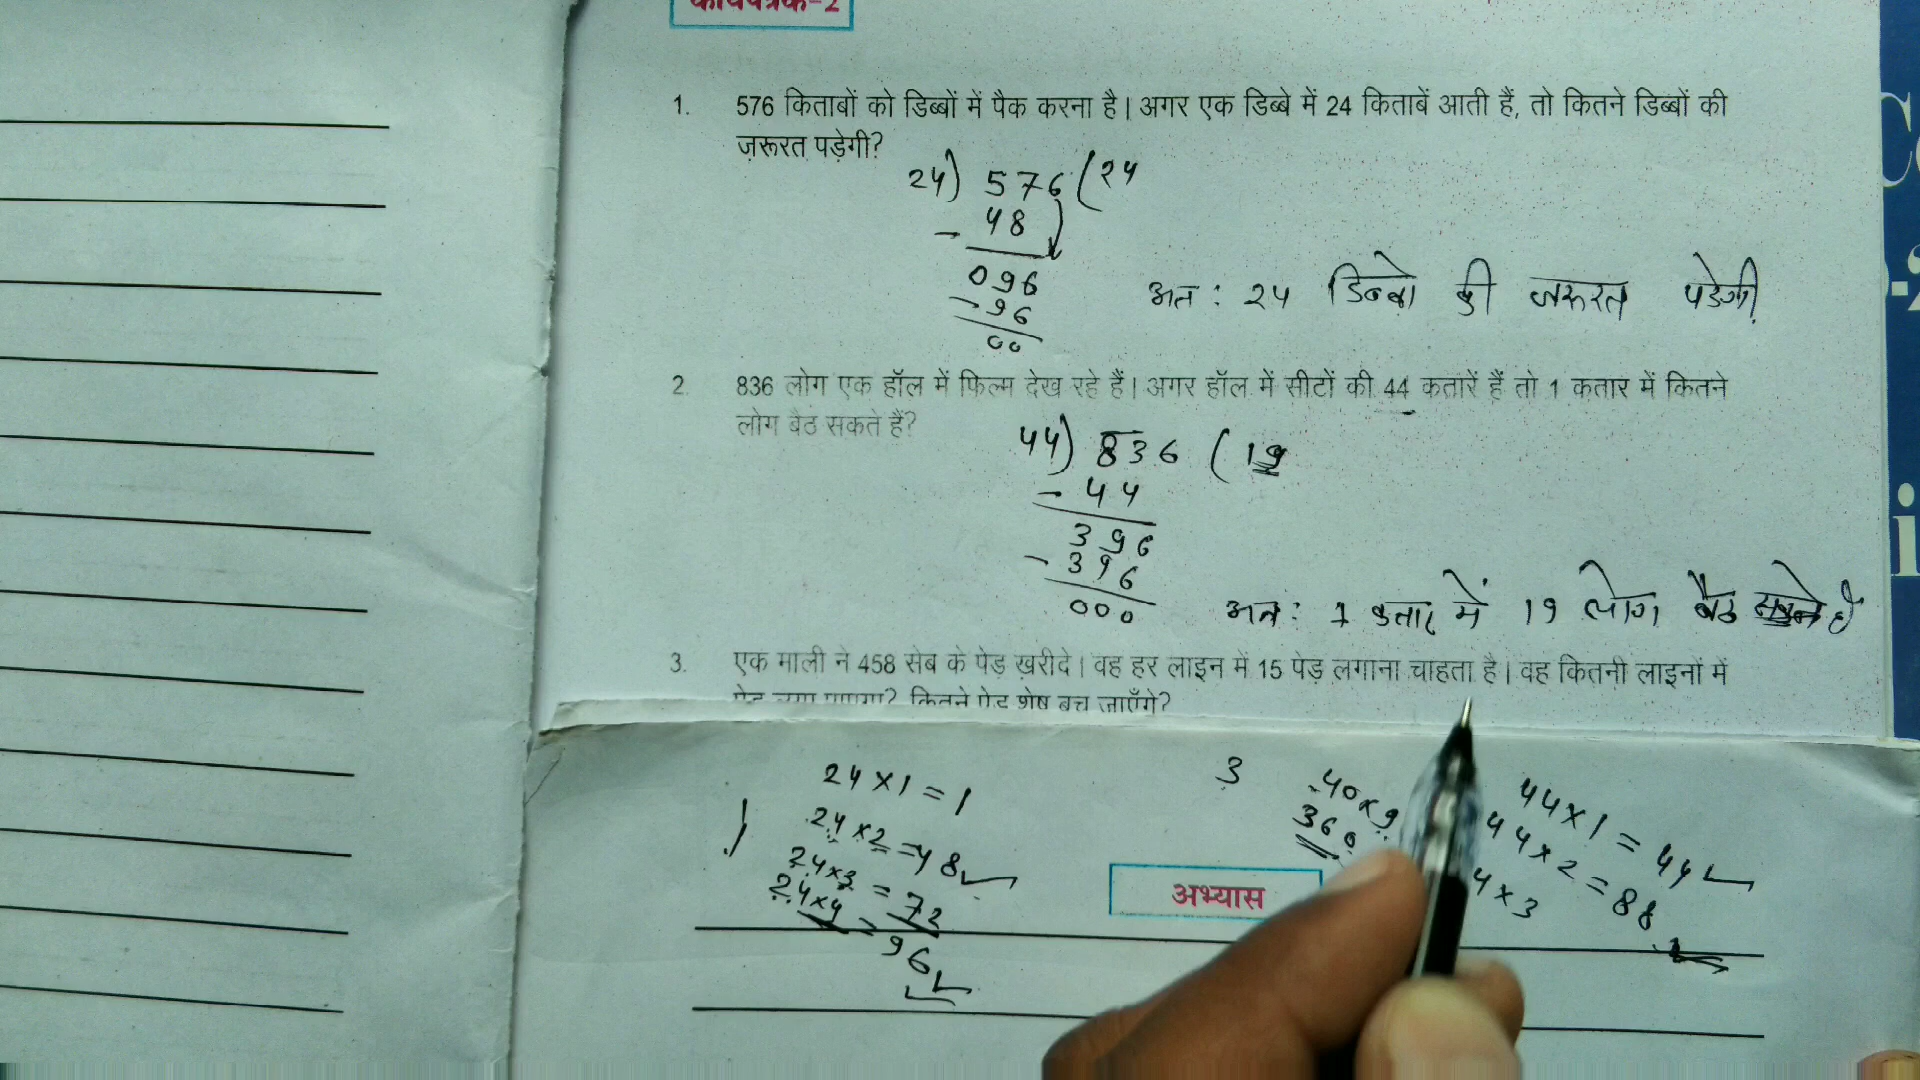 कार्यपत्रक-2
1. 576 किताबों को डिब्बों में पैक करना है। अगर एक डिब्बे में 24 किताबें आती हैं, तो कितने डिब्बों की
ज़रूरत पड़ेगी?
24) 576 (24
- 48
096
- 96
00
अतः 24 डिब्बो की जरूरत पडेगी
2. 836 लोग एक हॉल में फिल्म देख रहे हैं। अगर हॉल में सीटों की 44 कतारें हैं तो 1 कतार में कितने
लोग बैठ सकते हैं?
44) 836 (19
- 44
396
- 396
000
अतः 1 कतार में 19 लोग बैठ सकते है
3. एक माली ने 458 सेब के पेड़ ख़रीदे। वह हर लाइन में 15 पेड़ लगाना चाहता है। वह कितनी लाइनों में
पेड़ लगा पाएगा? कितने पेड़ शेष बच जाएँगे?
24×1 = 1
24×2 = 48
24×3 = 72
24×4 = 96
3
40×9
360
44×1 = 44
44×2 = 88
4×3
अभ्यास